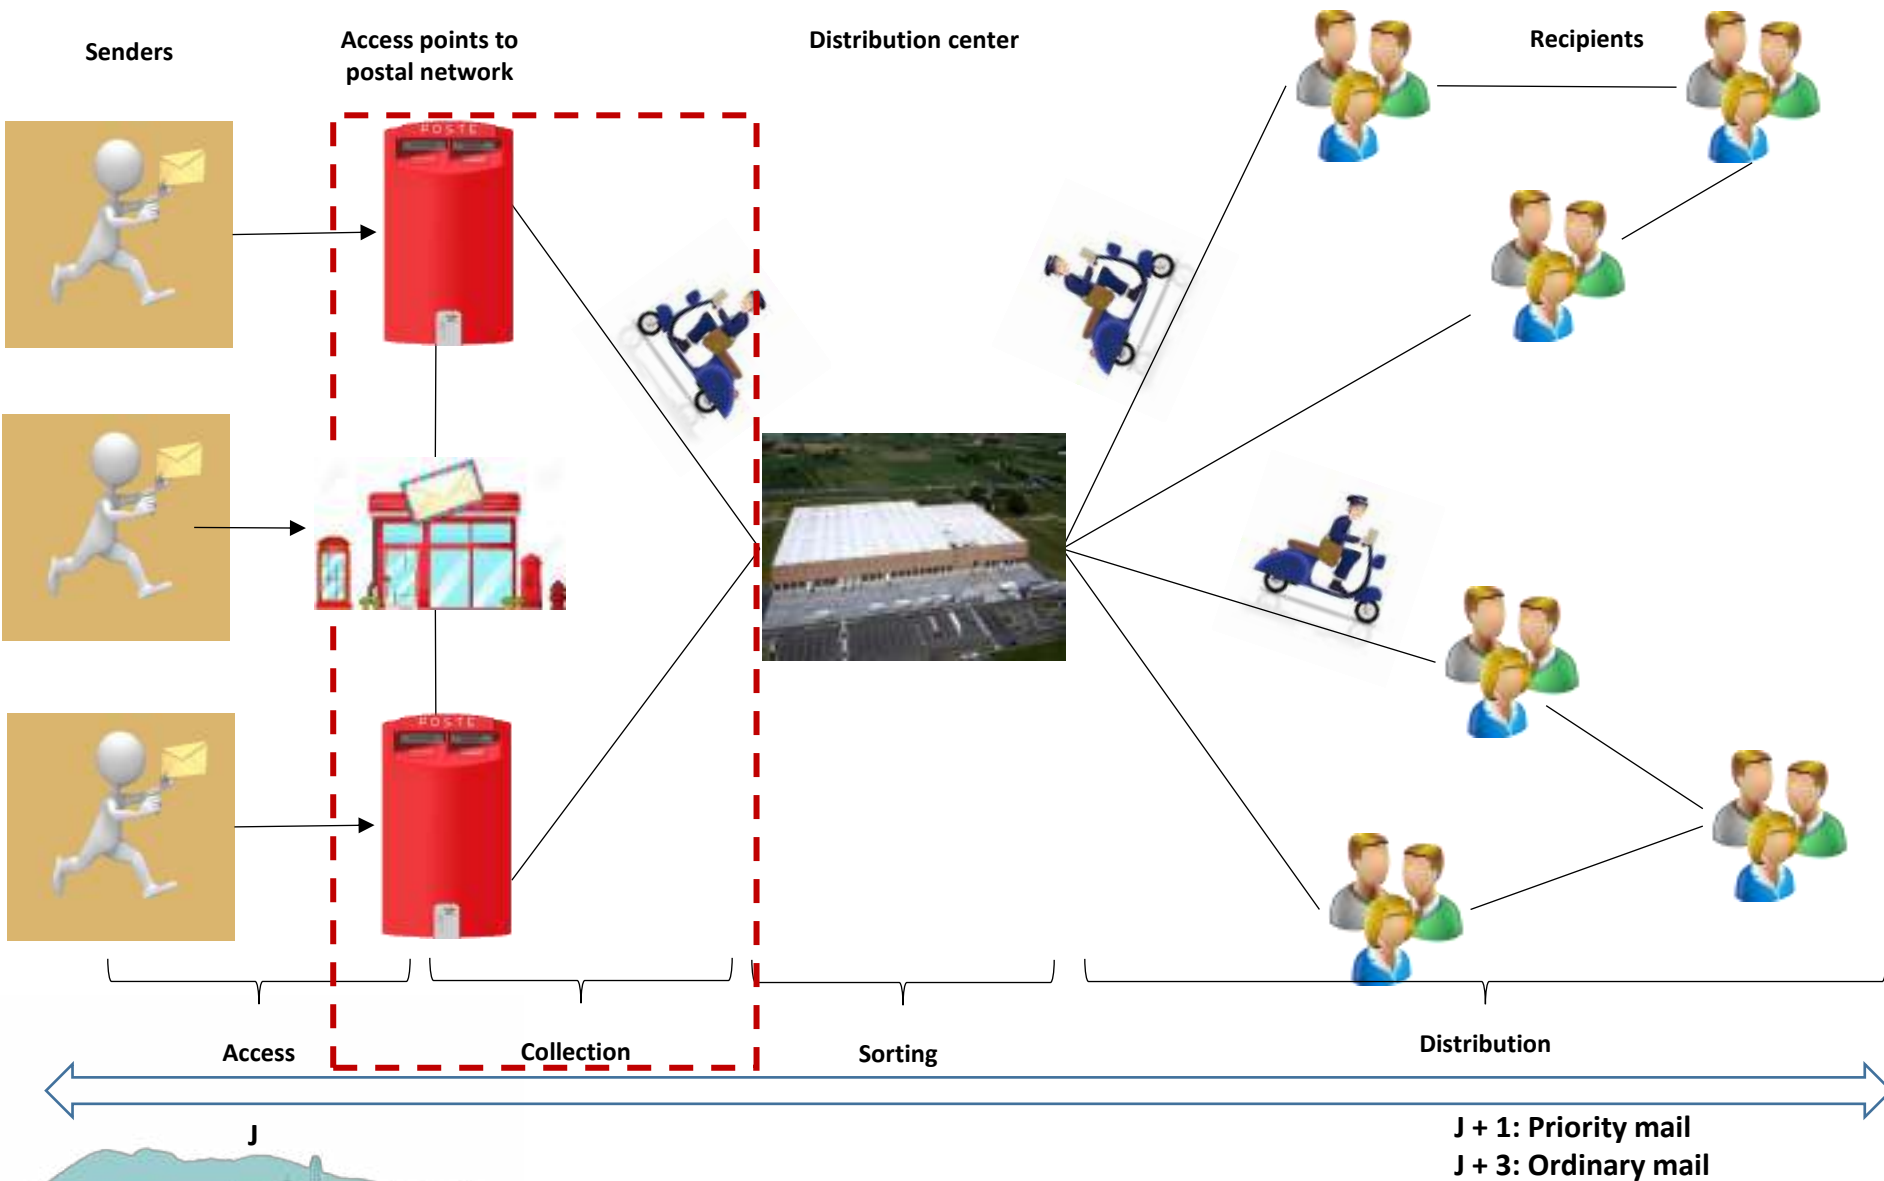 Senders
Access points to
postal network
Distribution center
Recipients
POSTE
POSTE
Access
Collection
Sorting
Distribution
J
J + 1: Priority mail
J + 3: Ordinary mail